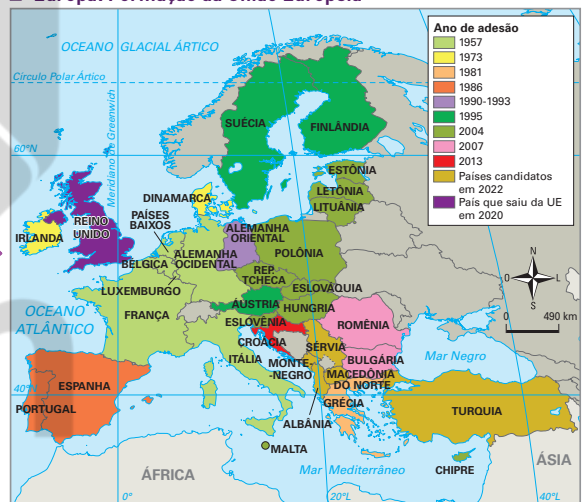 Europa: Formação da União Europeia
OCEANO GLACIAL ÁRTICO
Círculo Polar Ártico
Meridiano de Greenwich
60°N
Ano de adesão
1957
1973
1981
1986
1990-1993
1995
2004
2007
2013
Países candidatos
em 2022
País que saiu da UE
em 2020
SUÉCIA
FINLÂNDIA
ESTÔNIA
LETÔNIA
LITUÂNIA
DINAMARCA
REINO
UNIDO
IRLANDA
PAÍSES
BAIXOS
ALEMANHA
ORIENTAL
POLÔNIA
BÉLGICA
ALEMANHA
OCIDENTAL
REP.
TCHECA
LUXEMBURGO
ESLOVÁQUIA
OCEANO
ATLÂNTICO
FRANÇA
ÁUSTRIA
HUNGRIA
ESLOVÊNIA
ROMÊNIA
CROÁCIA
SÉRVIA
ITÁLIA
MONTE-
NEGRO
BULGÁRIA
MACEDÔNIA
DO NORTE
Mar Negro
40°N
ESPANHA
PORTUGAL
GRÉCIA
ALBÂNIA
TURQUIA
MALTA
CHIPRE
ÁFRICA
Mar Mediterrâneo
ÁSIA
0°
20°L
40°L
N
O
L
S
0
490 km